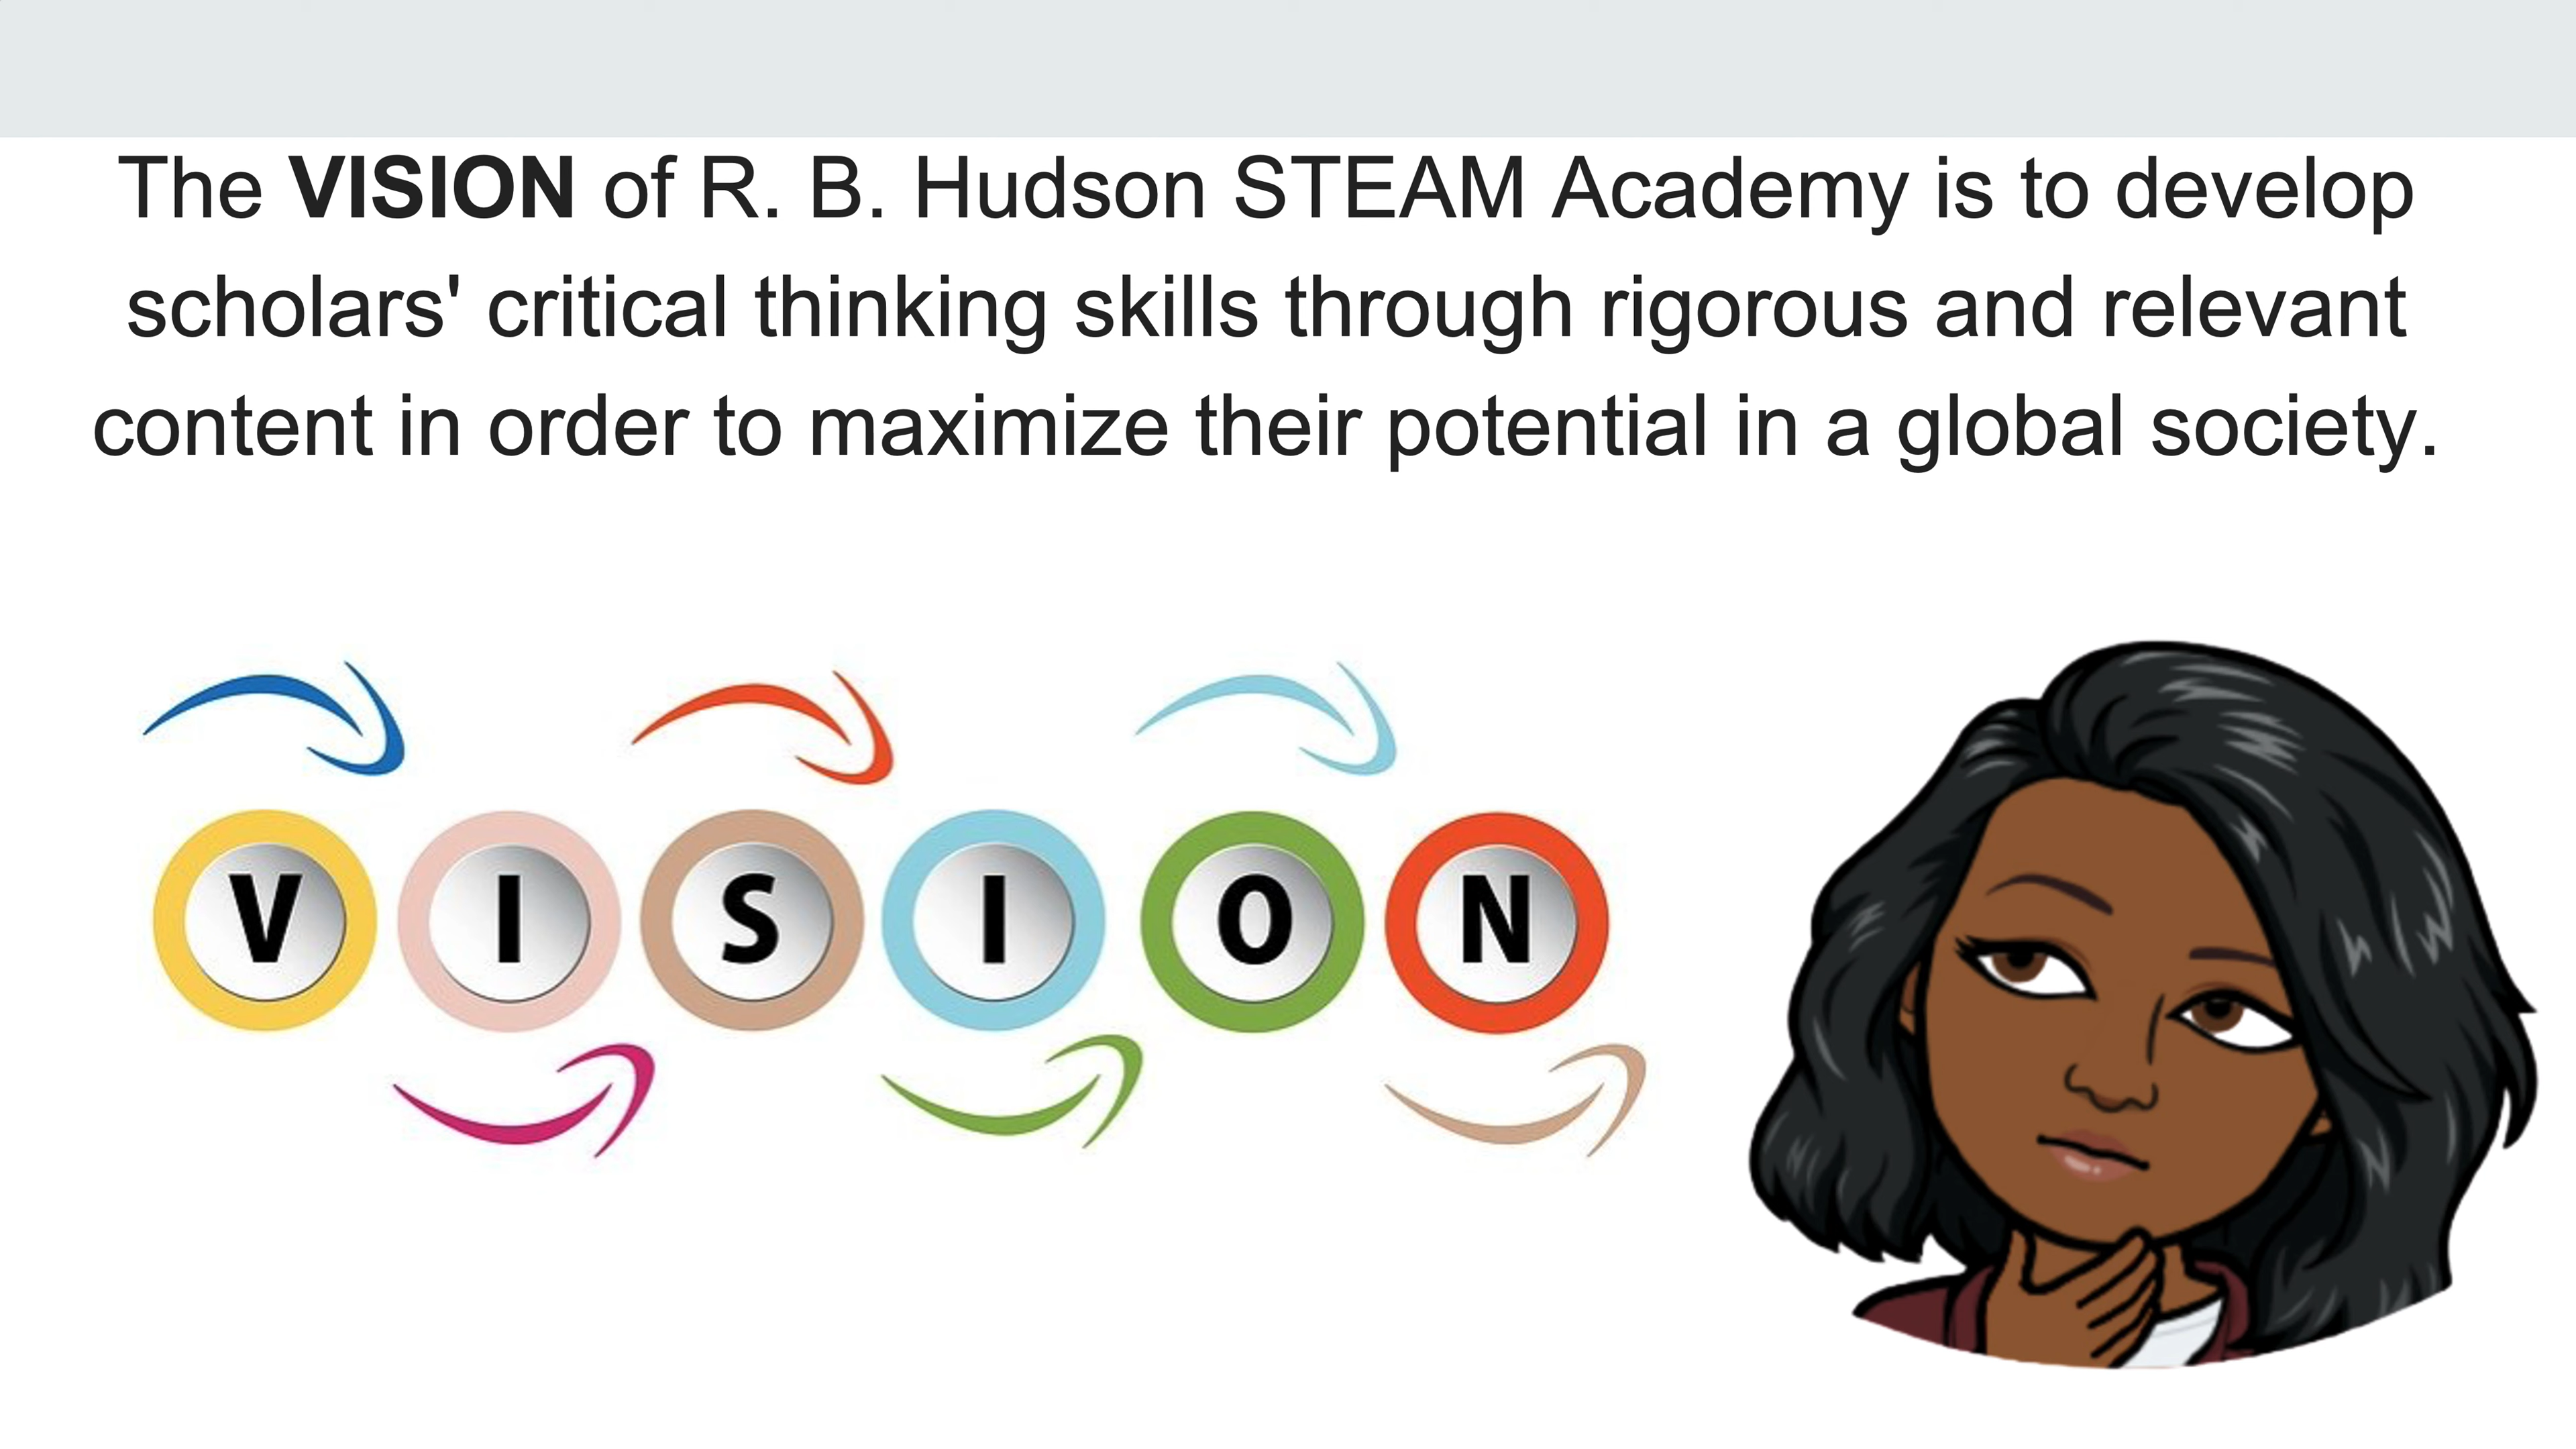 The VISION of R. B. Hudson STEAM Academy is to develop
scholars' critical thinking skills through rigorous and relevant
content in order to maximize their potential in a global society.
V I S I O N